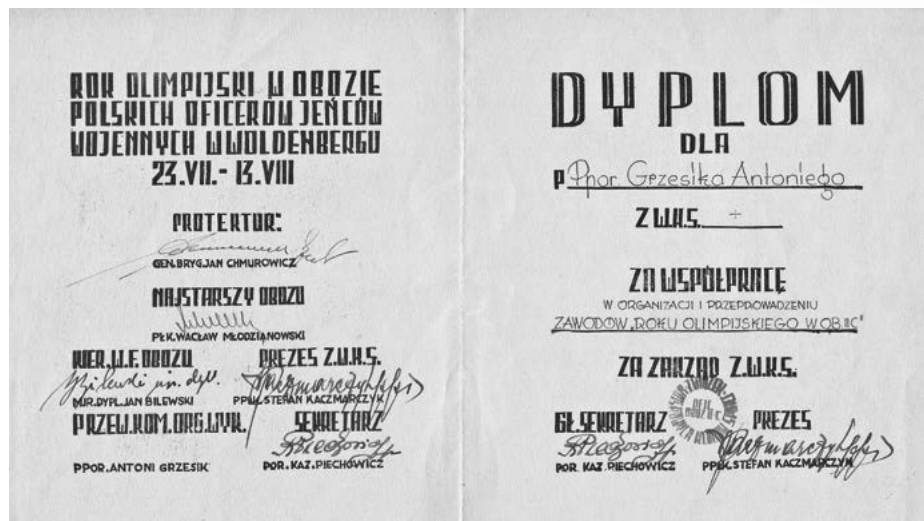 ROK OLIMPIJSKI W OBOZIE
POLSKICH OFICERÓW JEŃCÓW
WOJENNYCH W WOLDENBERGU
23.VII.- 13.VIII
PROTEKTOR:
GEN.BRYG.JAN CHMUROWICZ
NAJSTARSZY OBOZU
PŁK.WACŁAW MŁODZIANOWSKI
KIER.W.F. OBOZU
PREZES Z.W.K.S.
MJR.DYPL.JAN BILEWSKI
PPŁK.STEFAN KACZMARCZYK
PRZEW.KOM.ORG.WYK.
SEKRETARZ
PPOR.ANTONI GRZESIK
POR.KAZ.PIECHOWICZ
DYPLOM
DLA
P Ppor. Grzesika Antoniego
Z W.K.S. ÷
ZA WSPÓŁPRACĘ
W ORGANIZACJI I PRZEPROWADZENIU
ZAWODÓW „ROKU OLIMPIJSKIEGO W OB.IIC"
ZA ZARZĄD Z.W.K.S.
GŁ.SEKRETARZ
PREZES
POR KAZ.PIECHOWICZ
PPŁK.STEFAN KACZMARCZYK